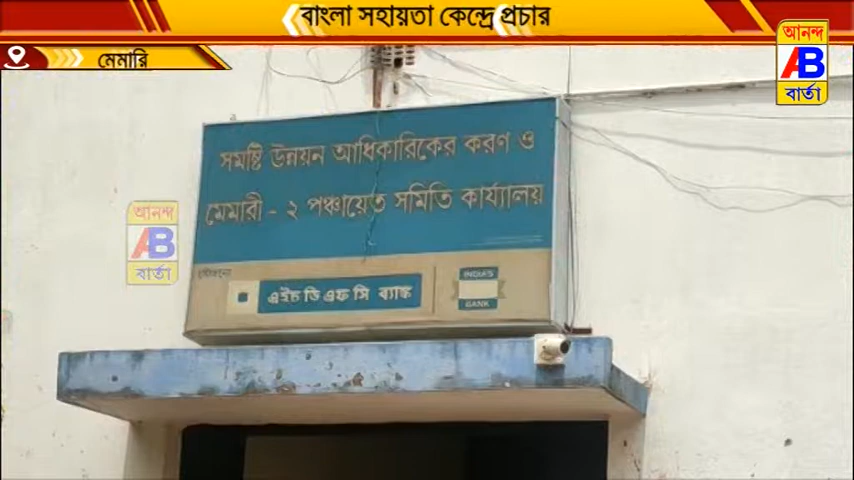 বাংলা সহায়তা কেন্দ্রে প্রচার
মেমারি
আনন্দ
AB
বার্তা
সমষ্টি উন্নয়ন আধিকারিকের করণ ও
মেমারী - ২ পঞ্চায়েত সমিতি কার্য্যালয়
আনন্দ
AB
বার্তা
সৌজন্যে
এইচ ডি এফ সি ব্যাঙ্ক
INDIA'S
BANK